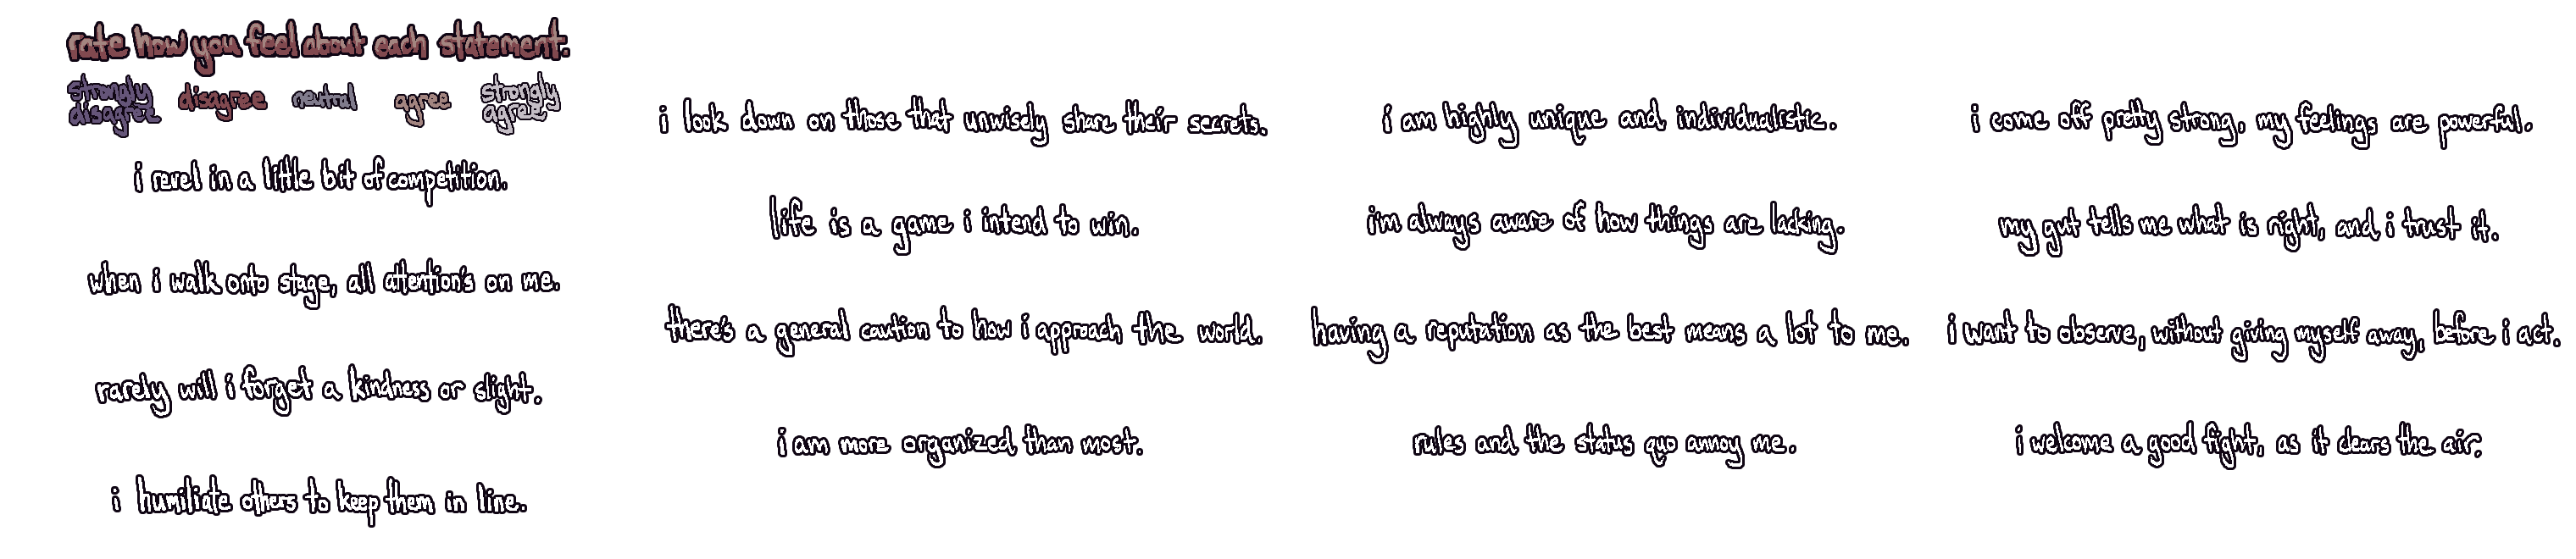 rate how you feel about each statement.
strongly disagree disagree neutral agree strongly agree
i revel in a little bit of competition.
when i walk onto stage, all attention's on me.
rarely will i forget a kindness or slight.
i humiliate others to keep them in line.
i look down on those that unwisely share their secrets.
life is a game i intend to win.
there's a general caution to how i approach the world.
i am more organized than most.
i am highly unique and individualistic.
i'm always aware of how things are lacking.
having a reputation as the best means a lot to me.
rules and the status quo annoy me.
i come off pretty strong, my feelings are powerful.
my gut tells me what is right, and i trust it.
i want to observe, without giving myself away, before i act.
i welcome a good fight, as it clears the air.